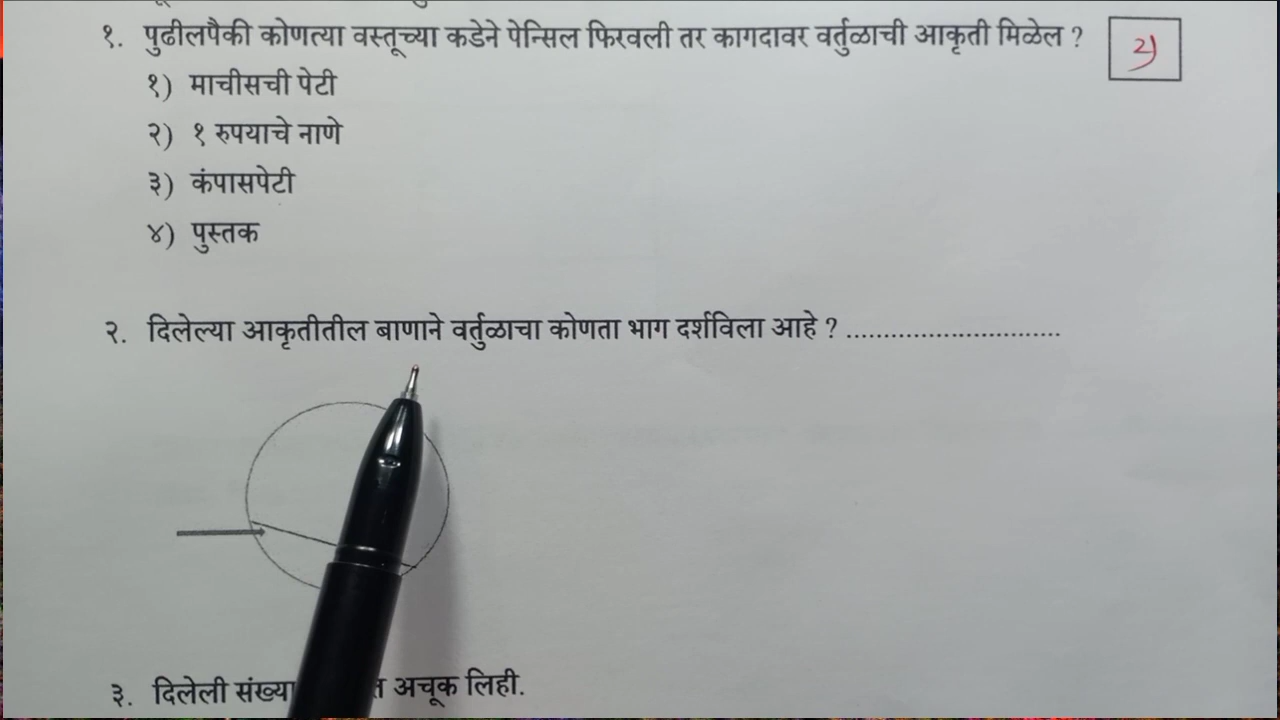 १. पुढीलपैकी कोणत्या वस्तूच्या कडेने पेन्सिल फिरवली तर कागदावर वर्तुळाची आकृती मिळेल ? २)
१) माचीसची पेटी
२) १ रुपयाचे नाणे
३) कंपासपेटी
४) पुस्तक
२. दिलेल्या आकृतीतील बाणाने वर्तुळाचा कोणता भाग दर्शविला आहे ? ............................
३. दिलेली संख्या अचूक लिही.